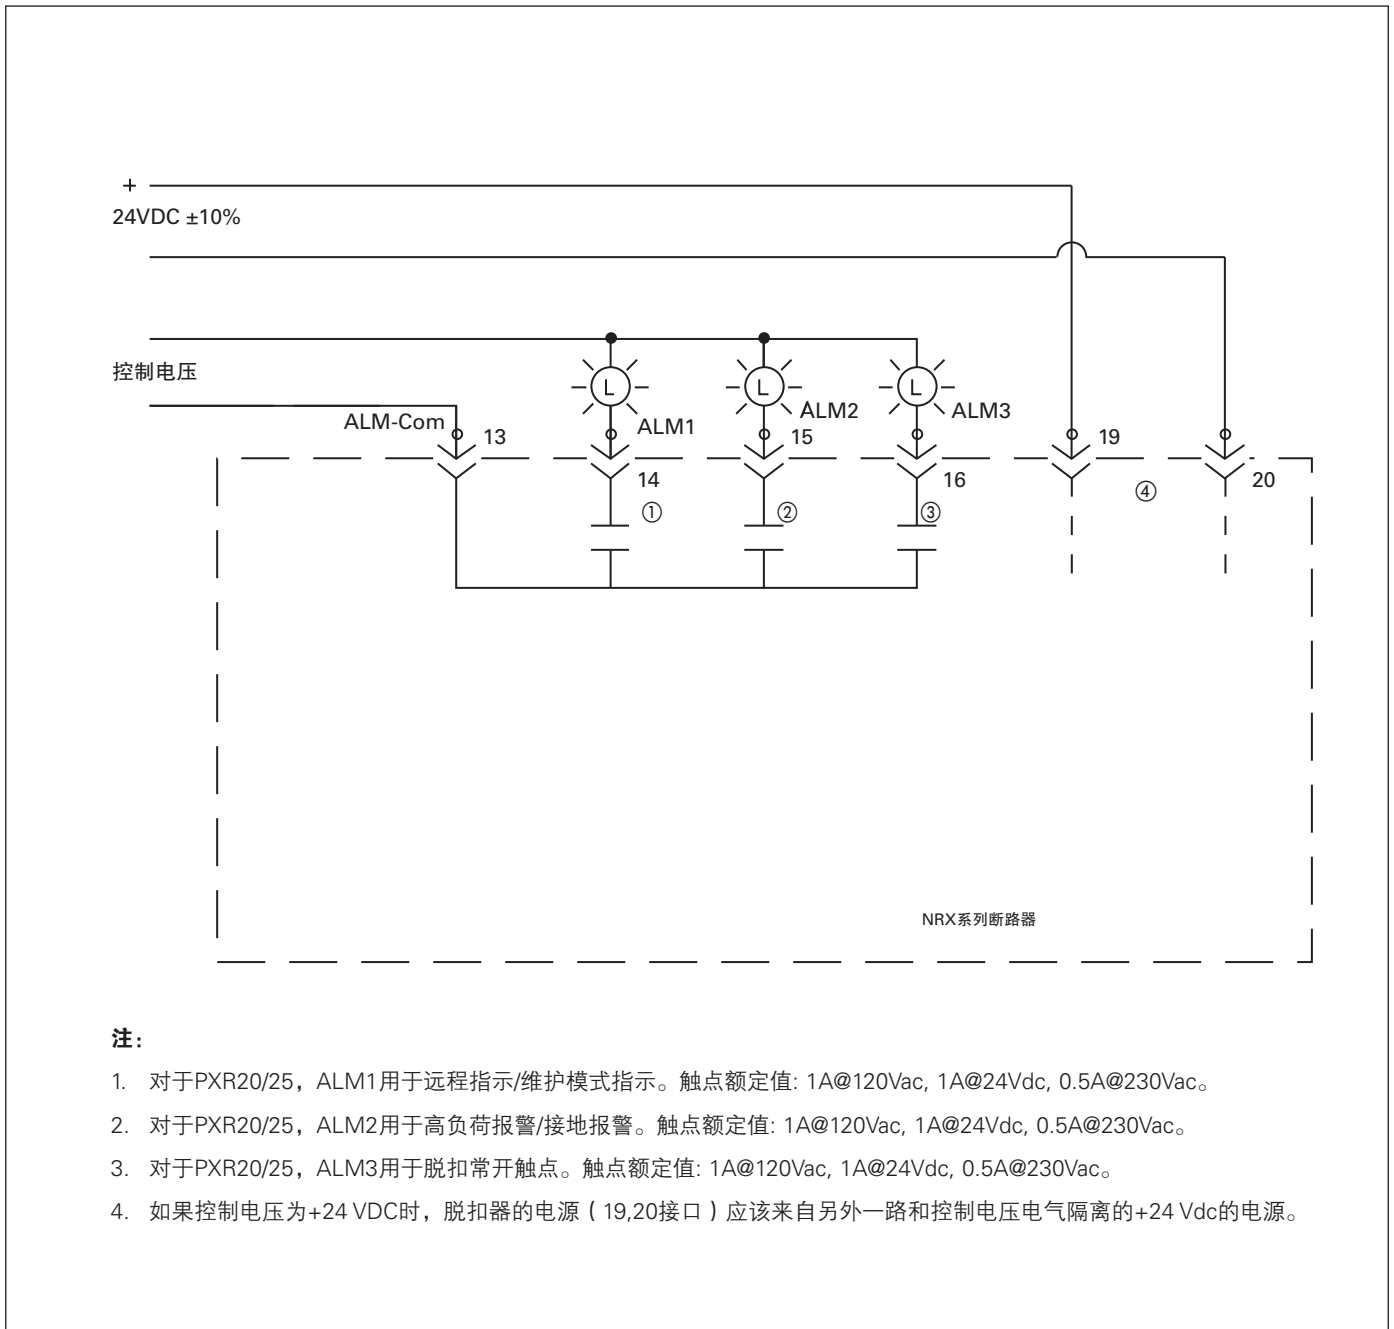 +
24VDC ±10%
控制电压
L
L
L
ALM-Com
13
ALM1
14
ALM2
15
ALM3
16
19
20
①
②
③
④
NRX系列断路器
注：
1. 对于PXR20/25，ALM1用于远程指示/维护模式指示。触点额定值: 1A@120Vac, 1A@24Vdc, 0.5A@230Vac。
2. 对于PXR20/25，ALM2用于高负荷报警/接地报警。触点额定值: 1A@120Vac, 1A@24Vdc, 0.5A@230Vac。
3. 对于PXR20/25，ALM3用于脱扣常开触点。触点额定值: 1A@120Vac, 1A@24Vdc, 0.5A@230Vac。
4. 如果控制电压为+24 VDC时，脱扣器的电源（19,20接口）应该来自另外一路和控制电压电气隔离的+24 Vdc的电源。